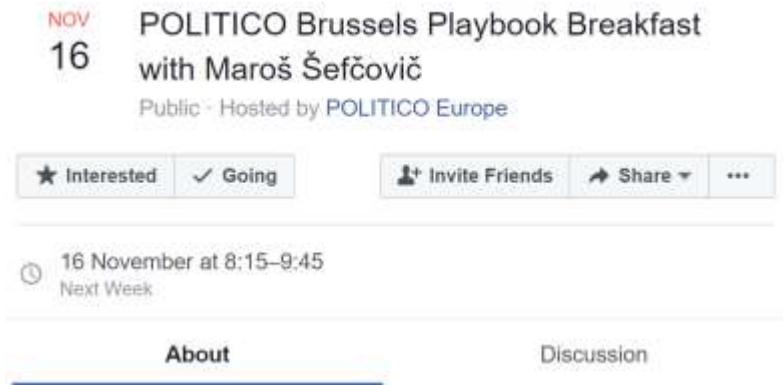 NOV
16
POLITICO Brussels Playbook Breakfast
with Maroš Šefčovič
Public · Hosted by POLITICO Europe
Interested
Going
Invite Friends
Share
16 November at 8:15–9:45
Next Week
About
Discussion